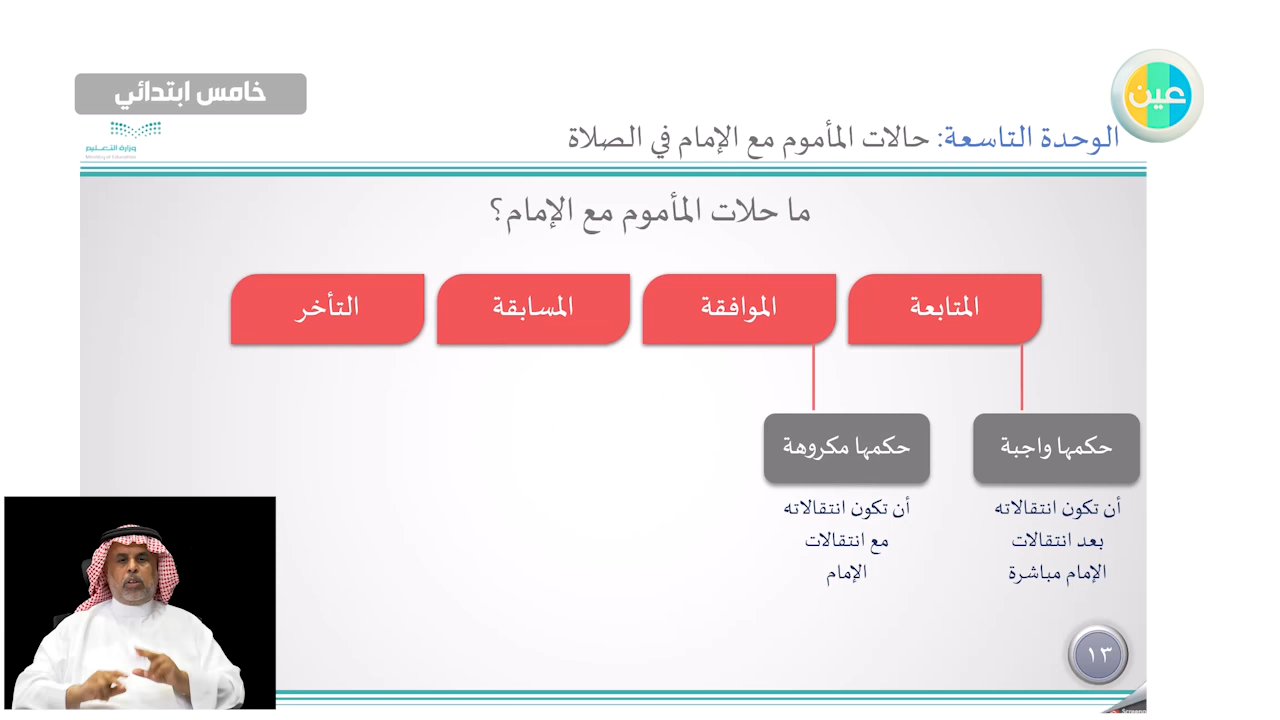 خامس ابتدائي
عين
وزارة التعـــليم
Ministry of Education
الوحدة التاسعة: حالات المأموم مع الإمام في الصلاة
ما حلات المأموم مع الإمام؟
المتابعة
الموافقة
المسابقة
التأخر
حكمها واجبة
أن تكون انتقالاته
بعد انتقالات
الإمام مباشرة
حكمها مكروهة
أن تكون انتقالاته
مع انتقالات
الإمام
١٣